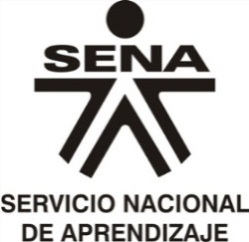 SENA
SERVICIO NACIONAL
DE APRENDIZAJE